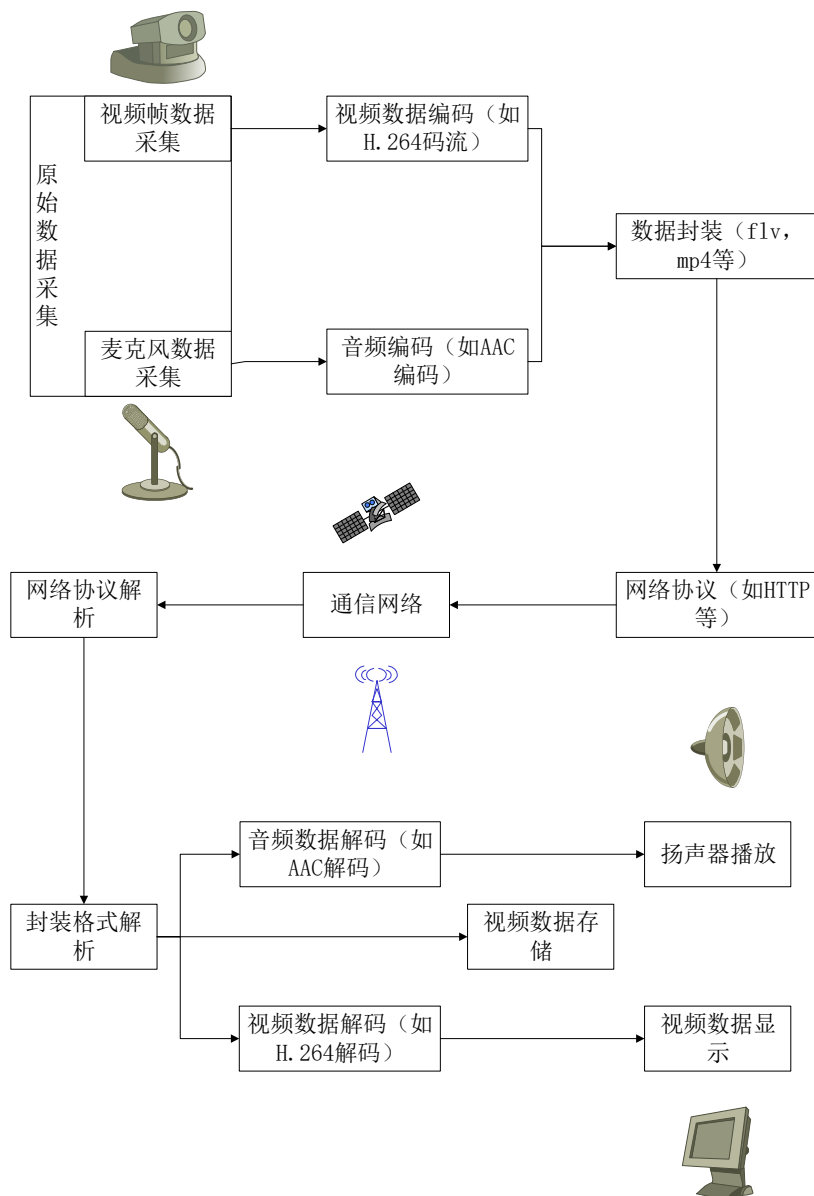 视频帧数据
采集
视频数据编码（如
H.264码流）
原
始
数
据
采
集
数据封装（flv，
mp4等）
麦克风数据
采集
音频编码（如AAC
编码）
网络协议解
析
通信网络
网络协议（如HTTP
等）
音频数据解码（如
AAC解码）
扬声器播放
封装格式解
析
视频数据存
储
视频数据解码（如
H.264解码）
视频数据显
示